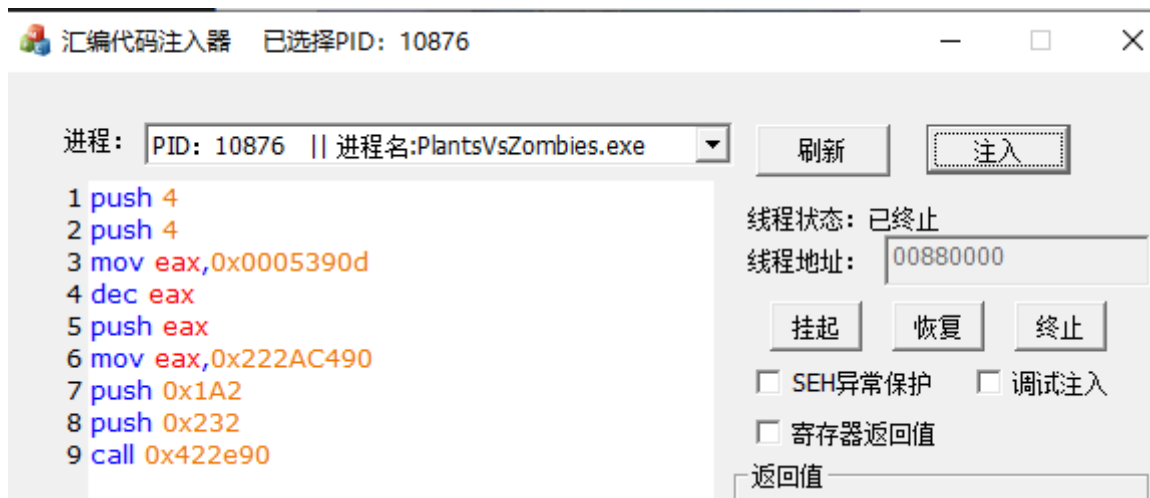 汇编代码注入器 已选择PID：10876
进程： PID：10876 || 进程名:PlantsVsZombies.exe 刷新 注入
1 push 4
2 push 4
3 mov eax,0x0005390d
4 dec eax
5 push eax
6 mov eax,0x222AC490
7 push 0x1A2
8 push 0x232
9 call 0x422e90
线程状态：已终止
线程地址： 00880000
挂起 恢复 终止
SEH异常保护 调试注入
寄存器返回值
返回值